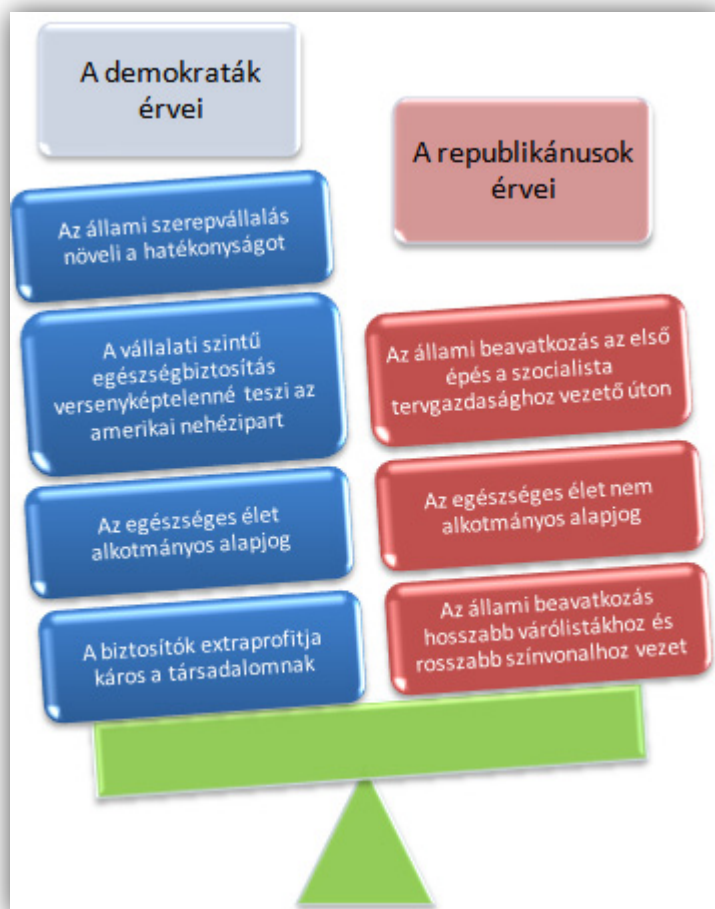 A demokraták
érvei
Az állami szerepvállalás
növeli a hatékonyságot
A vállalati szintű
egészségbiztosítás
versenyképtelenné teszi az
amerikai nehézipart
Az egészséges élet
alkotmányos alapjog
A biztosítók extraprofitja
káros a társadalomnak
A republikánusok
érvei
Az állami beavatkozás az első
épés a szocialista
tervgazdasághoz vezető úton
Az egészséges élet nem
alkotmányos alapjog
Az állami beavatkozás
hosszabb várólistákhoz és
rosszabb színvonalhoz vezet